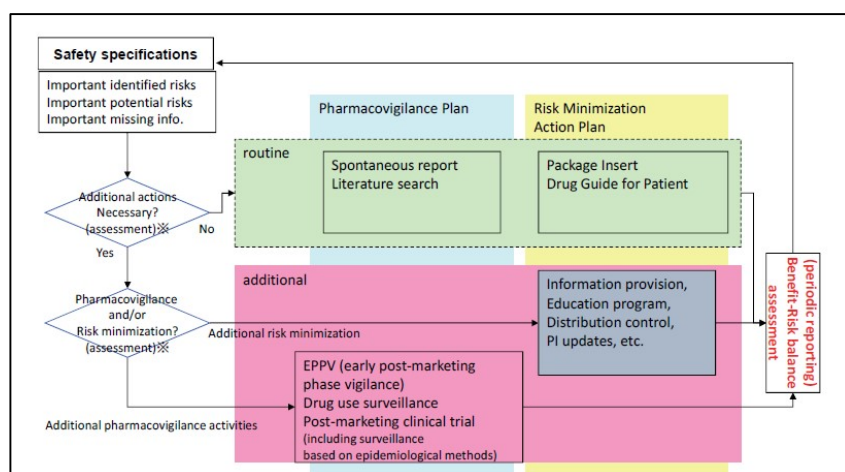 Safety specifications
Important identified risks
Important potential risks
Important missing info.
Pharmacovigilance Plan
Risk Minimization
Action Plan
routine
Spontaneous report
Literature search
Package Insert
Drug Guide for Patient
Additional actions
Necessary?
(assessment)※
No
Yes
additional
Pharmacovigilance
and/or
Risk minimization?
(assessment)※
Additional risk minimization
Information provision,
Education program,
Distribution control,
PI updates, etc.
EPPV (early post-marketing
phase vigilance)
Drug use surveillance
Post-marketing clinical trial
(including surveillance
based on epidemiological methods)
Additional pharmacovigilance activities
(periodic reporting)
Benefit-Risk balance
assessment